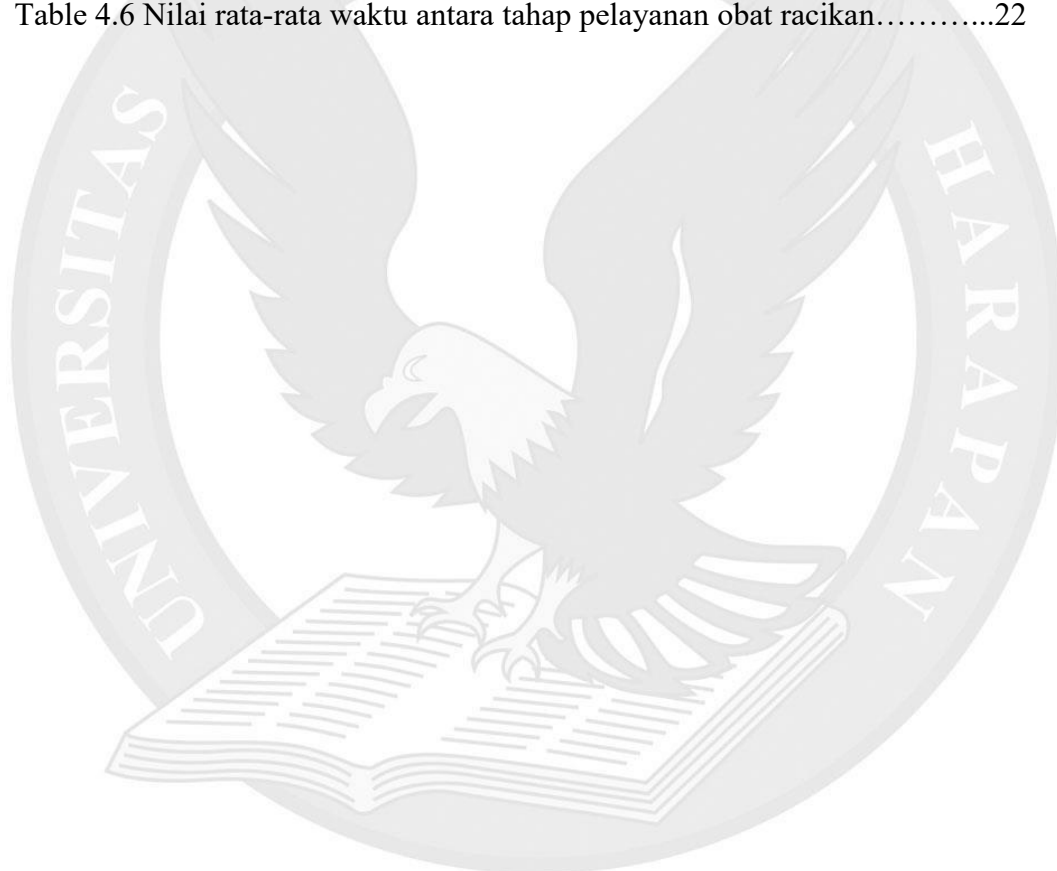 Table 4.6 Nilai rata-rata waktu antara tahap pelayanan obat racikan………...22
UNIVERSITAS
HARAPAN